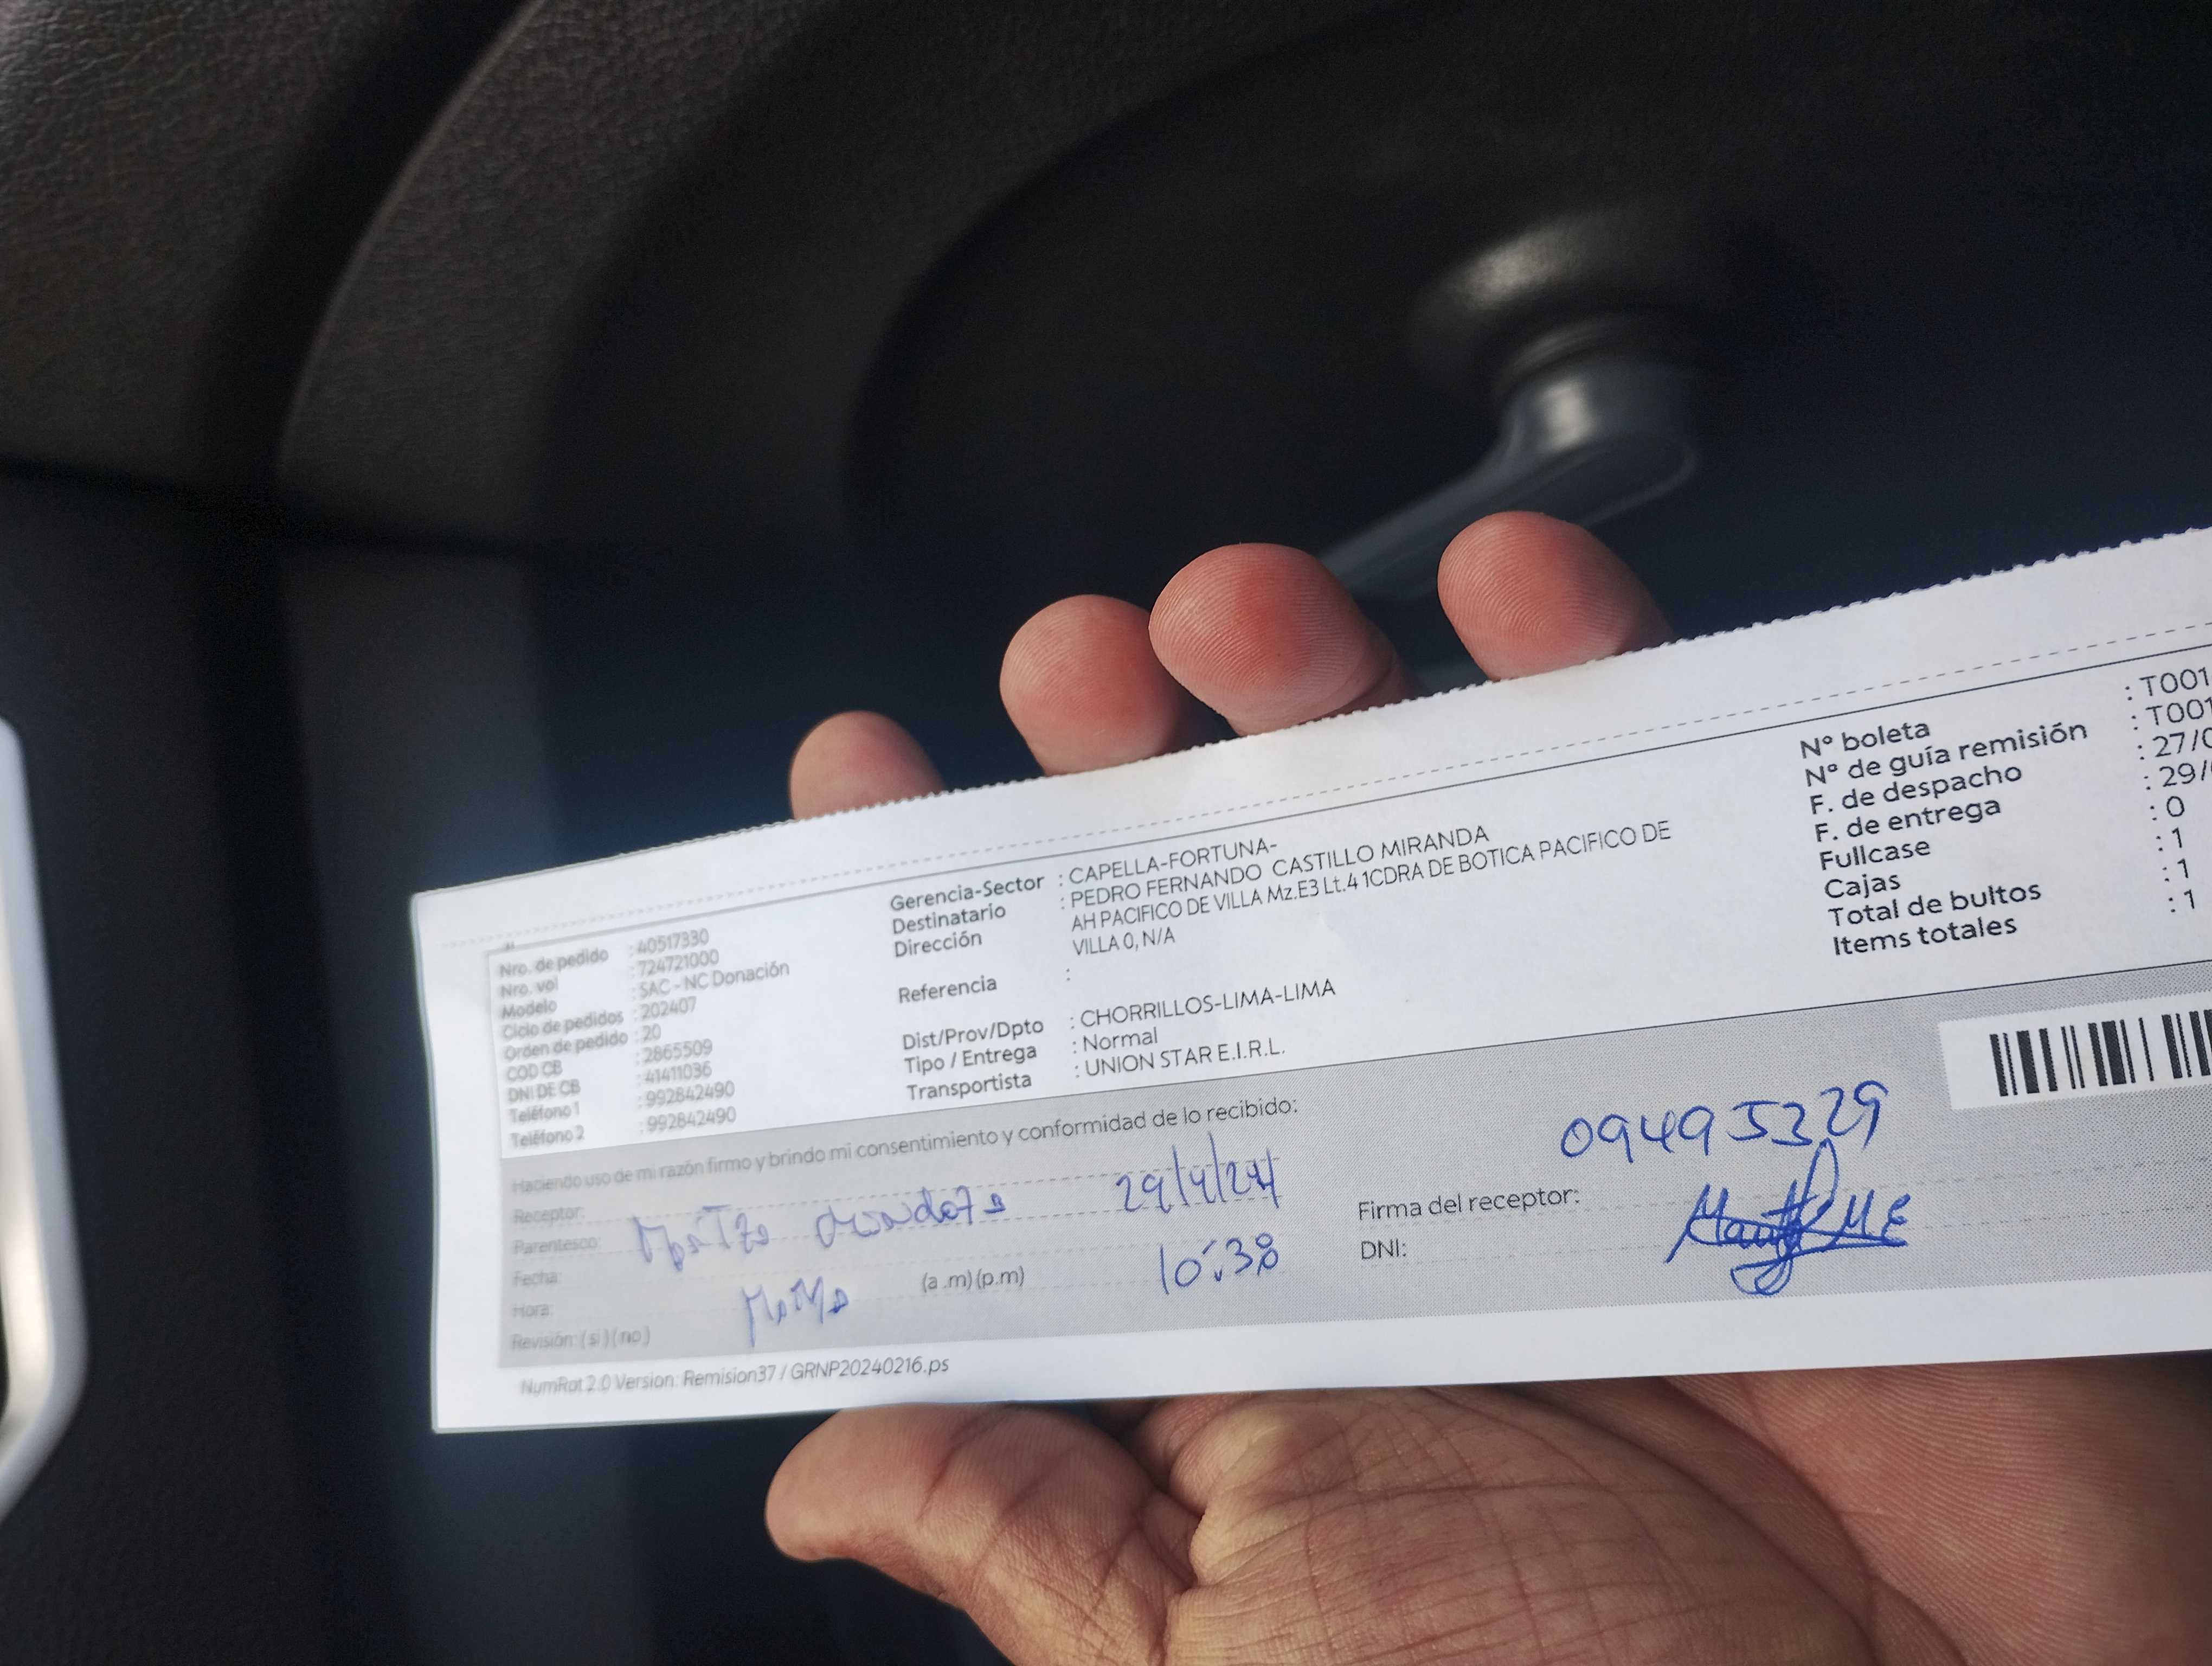 Nro. de pedido : 40517330
Nro. vol : 724721000
Modelo : SAC - NC Donación
Ciclo de pedidos : 202407
Orden de pedido : 20
COD CB : 2865509
DNI DE CB : 41411036
Teléfono 1 : 992842490
Teléfono 2 : 992842490
Gerencia-Sector : CAPELLA-FORTUNA-
Destinatario : PEDRO FERNANDO CASTILLO MIRANDA
Dirección AH PACIFICO DE VILLA Mz.E3 Lt.4 1CDRA DE BOTICA PACIFICO DE
VILLA 0, N/A
Referencia :
Dist/Prov/Dpto : CHORRILLOS-LIMA-LIMA
Tipo / Entrega : Normal
Transportista : UNION STAR E.I.R.L.
N° boleta : T001
N° de guía remisión : T001
F. de despacho : 27/0
F. de entrega : 29/
Fullcase : 0
Cajas : 1
Total de bultos : 1
Items totales : 1
Haciendo uso de mi razón firmo y brindo mi consentimiento y conformidad de lo recibido:
Receptor:
Parentesco:
Fecha: 29/4/24
Hora: (a .m) (p.m) 10:38
Revisión: ( si ) ( no )
09495329
Firma del receptor:
DNI:
NumRot 2.0 Version: Remision37 / GRNP20240216.ps